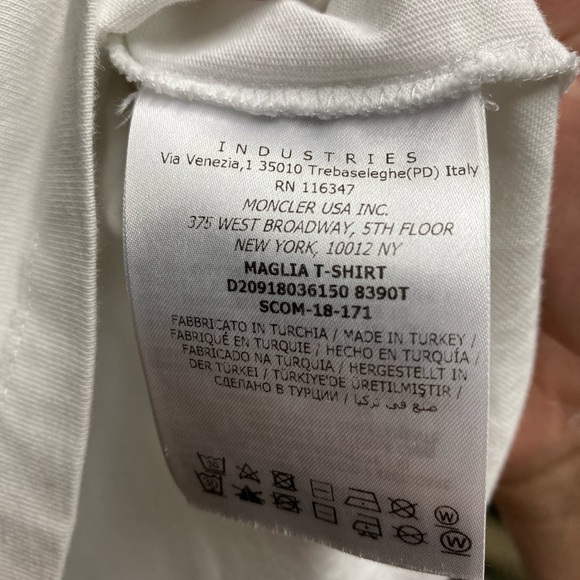 INDUSTRIES
Via Venezia,1 35010 Trebaseleghe(PD) Italy
RN 116347
MONCLER USA INC.
375 WEST BROADWAY, 5TH FLOOR
NEW YORK, 10012 NY
MAGLIA T-SHIRT
D20918036150 8390T
SCOM-18-171
FABBRICATO IN TURCHIA / MADE IN TURKEY /
FABRIQUÉ EN TURQUIE / HECHO EN TURQUÍA /
FABRICADO NA TURQUIA / HERGESTELLT IN
DER TÜRKEI / TÜRKIYE'DE ÜRETILMIŞTIR /
СДЕЛАНО В ТУРЦИИ / صنع في تركيا
30 W
30 W